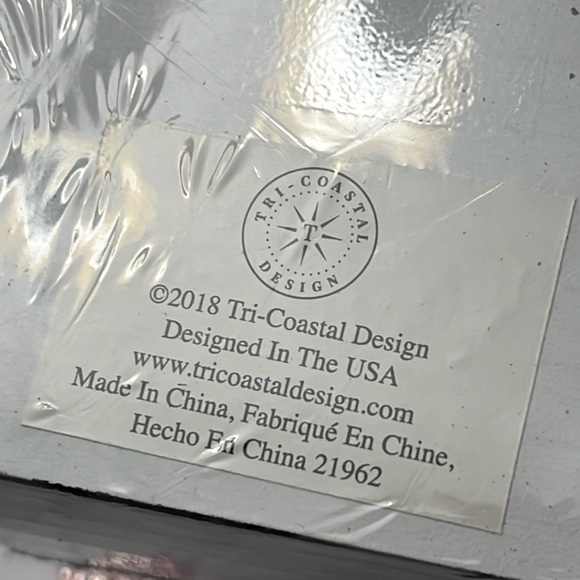 TRI-COASTAL
T
DESIGN
©2018 Tri-Coastal Design
Designed In The USA
www.tricoastaldesign.com
Made In China, Fabriqué En Chine,
Hecho En China 21962